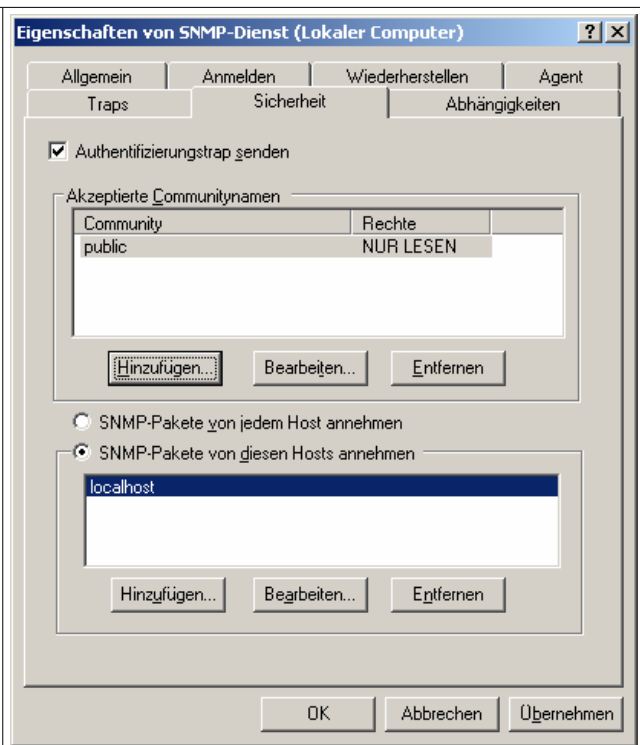 Eigenschaften von SNMP-Dienst (Lokaler Computer)
Allgemein Anmelden Wiederherstellen Agent
Traps Sicherheit Abhängigkeiten
Authentifizierungstrap senden
Akzeptierte Communitynamen
Community Rechte
public NUR LESEN
Hinzufügen... Bearbeiten... Entfernen
SNMP-Pakete von jedem Host annehmen
SNMP-Pakete von diesen Hosts annehmen
localhost
Hinzufügen... Bearbeiten... Entfernen
OK Abbrechen Übernehmen